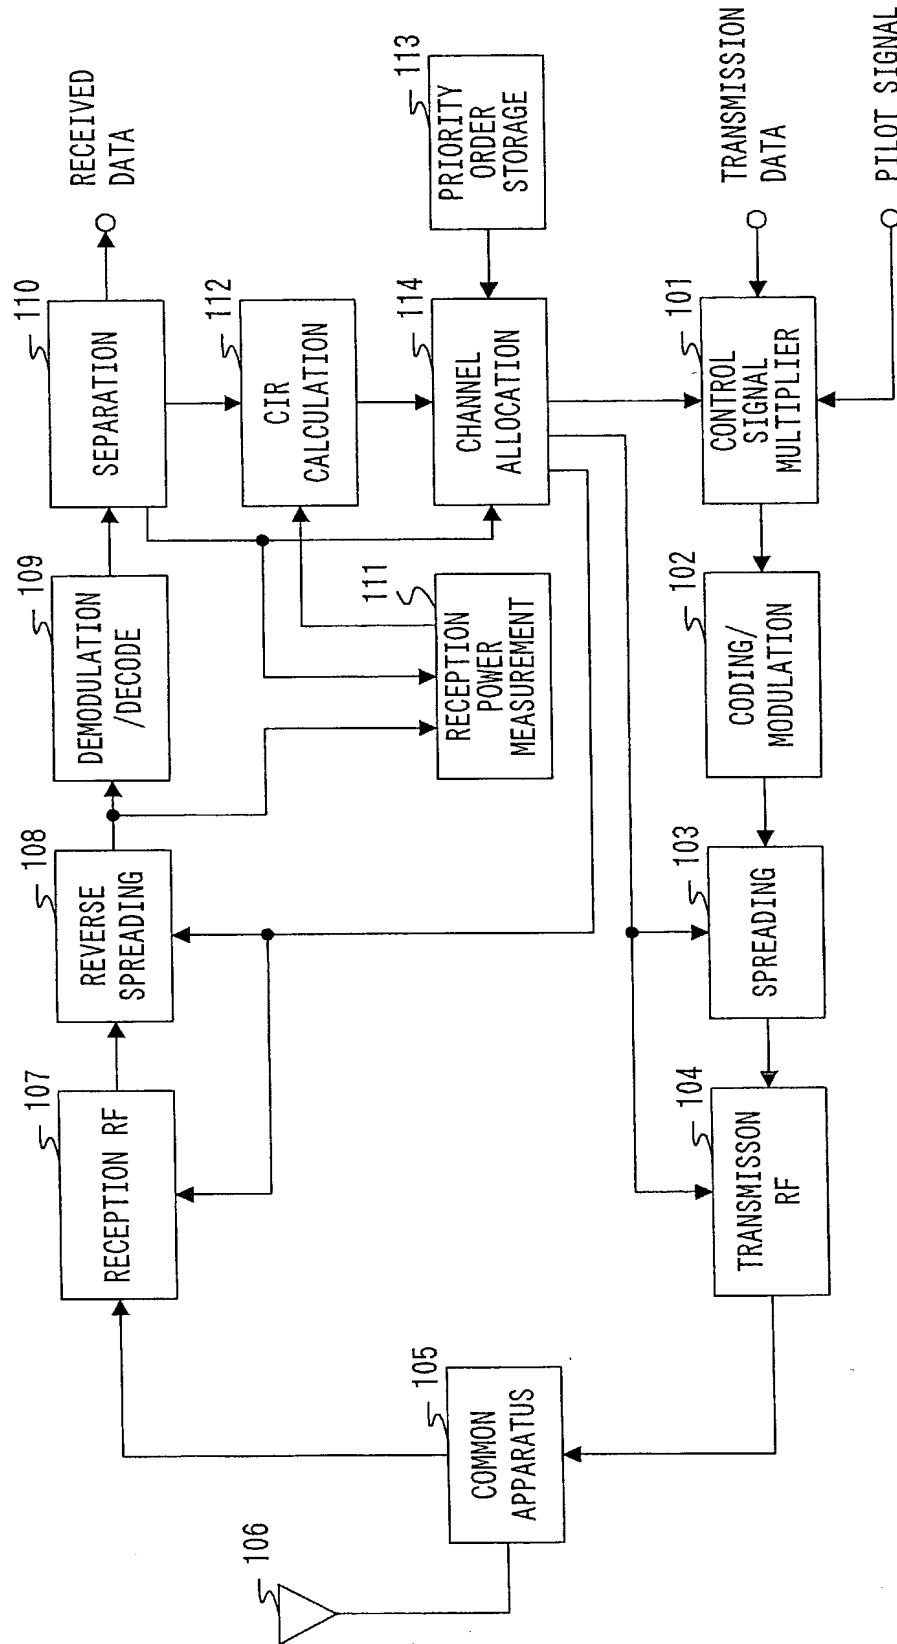 106
COMMON
APPARATUS
105
RECEPTION RF
107
REVERSE
SPREADING
108
DEMODULATION
/DECODE
109
SEPARATION
110
RECEIVED
DATA
RECEPTION
POWER
MEASUREMENT
111
CIR
CALCULATION
112
CHANNEL
ALLOCATION
114
PRIORITY
ORDER
STORAGE
113
TRANSMISSON
RF
104
SPREADING
103
CODING/
MODULATION
102
CONTROL
SIGNAL
MULTIPLIER
101
TRANSMISSION
DATA
PILOT SIGNAL